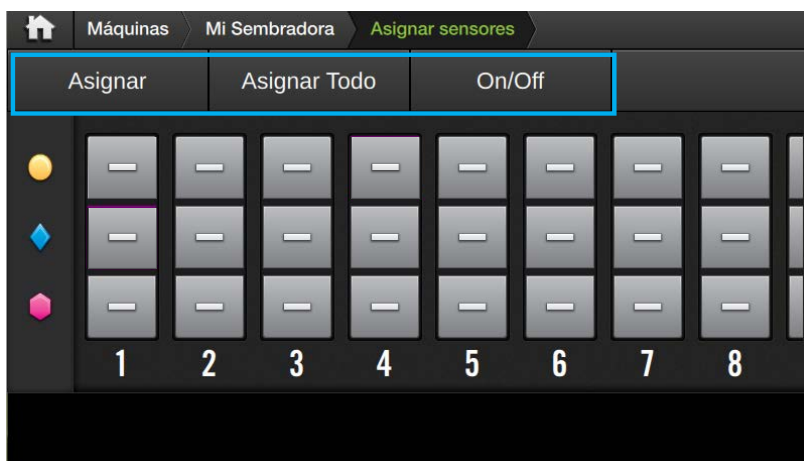 Máquinas Mi Sembradora Asignar sensores
Asignar Asignar Todo On/Off
1 2 3 4 5 6 7 8